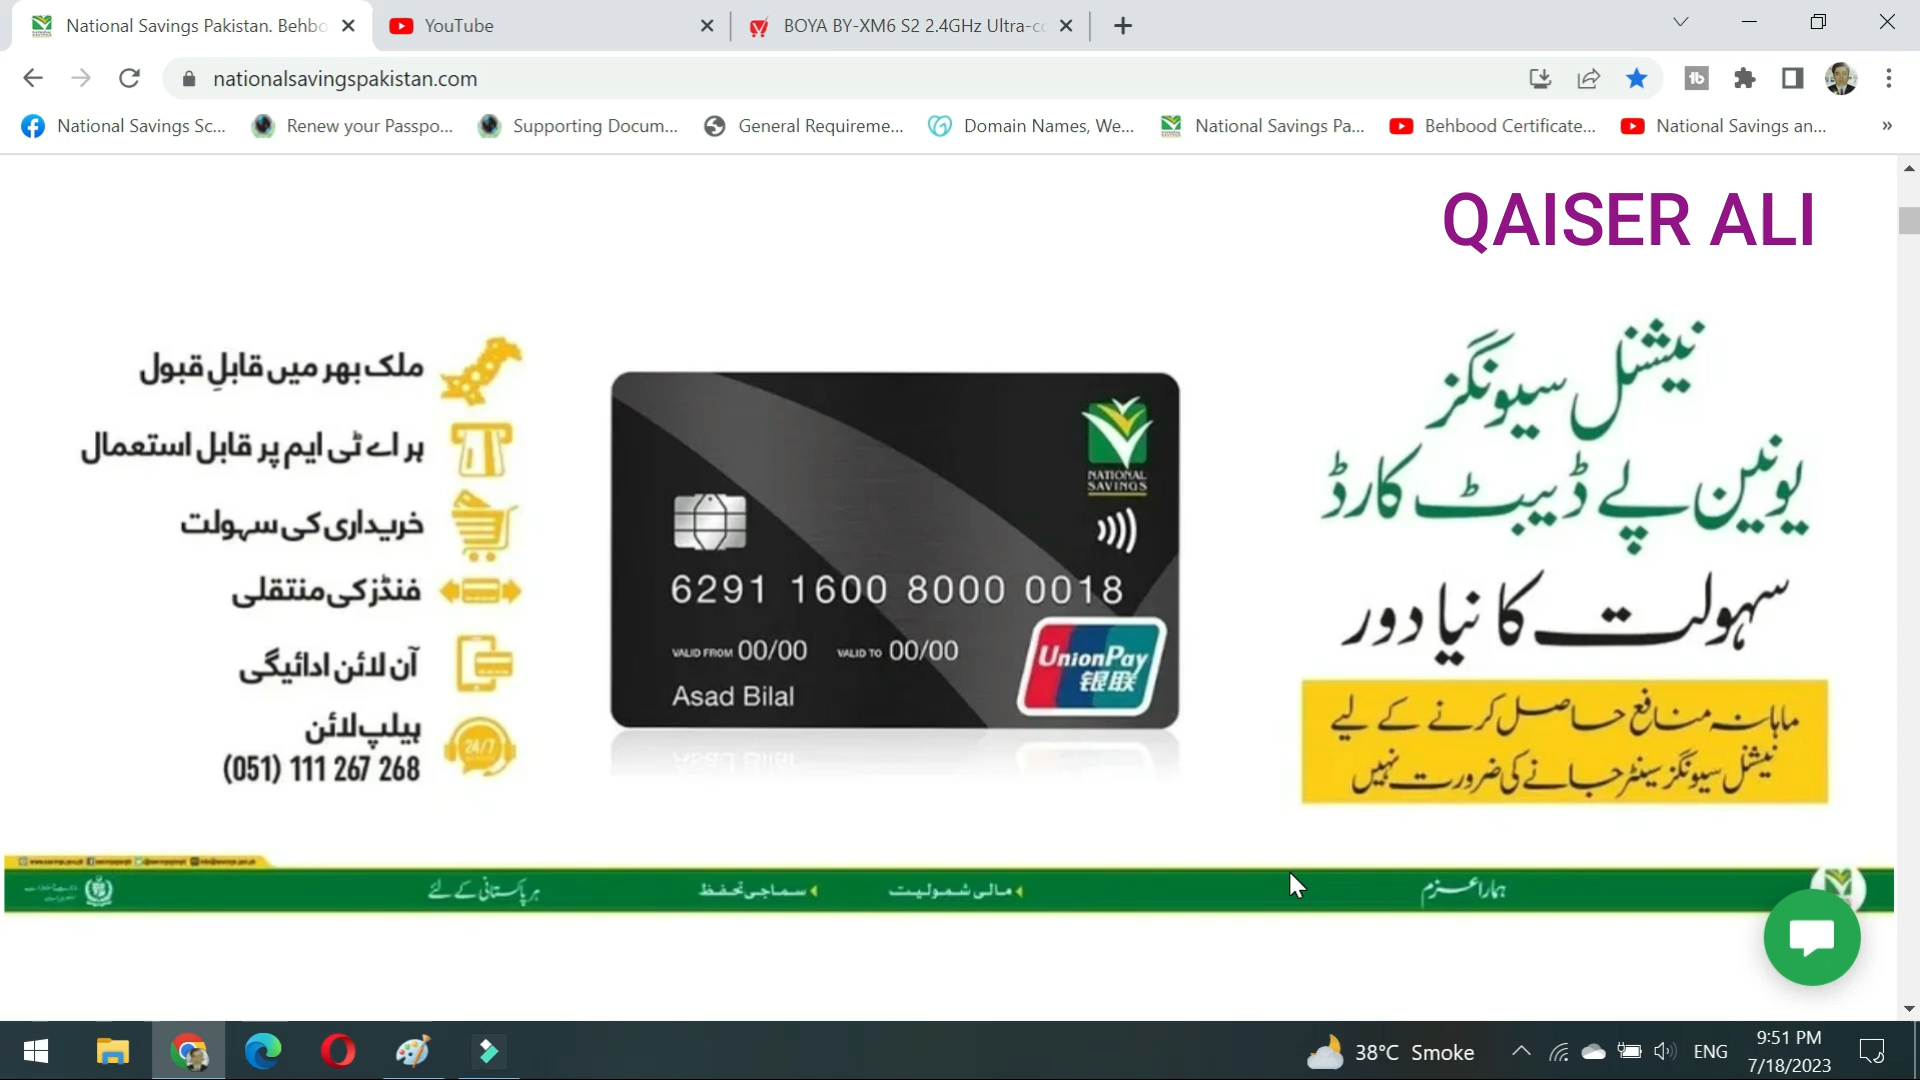 National Savings Pakistan. Behbo
YouTube
BOYA BY-XM6 S2 2.4GHz Ultra-co
nationalsavingspakistan.com
National Savings Sc...
Renew your Passpo...
Supporting Docum...
General Requireme...
Domain Names, We...
National Savings Pa...
Behbood Certificate...
National Savings an...
»
QAISER ALI
نیشنل سیونگز
یونین پے ڈیبٹ کارڈ
سہولت کا نیا دور
ماہانہ منافع حاصل کرنے کے لیے
نیشنل سیونگز سینٹر جانے کی ضرورت نہیں
NATIONAL
SAVINGS
6291 1600 8000 0018
VALID FROM 00/00 VALID TO 00/00
Asad Bilal
UnionPay
银联
ملک بھر میں قابلِ قبول
ہر اے ٹی ایم پر قابل استعمال
خریداری کی سہولت
فنڈز کی منتقلی
آن لائن ادائیگی
ہیلپ لائن
(051) 111 267 268
24/7
ہمارا عزم
مالی شمولیت
سماجی تحفظ
ہر پاکستانی کے لئے
38°C Smoke
ENG
9:51 PM
7/18/2023